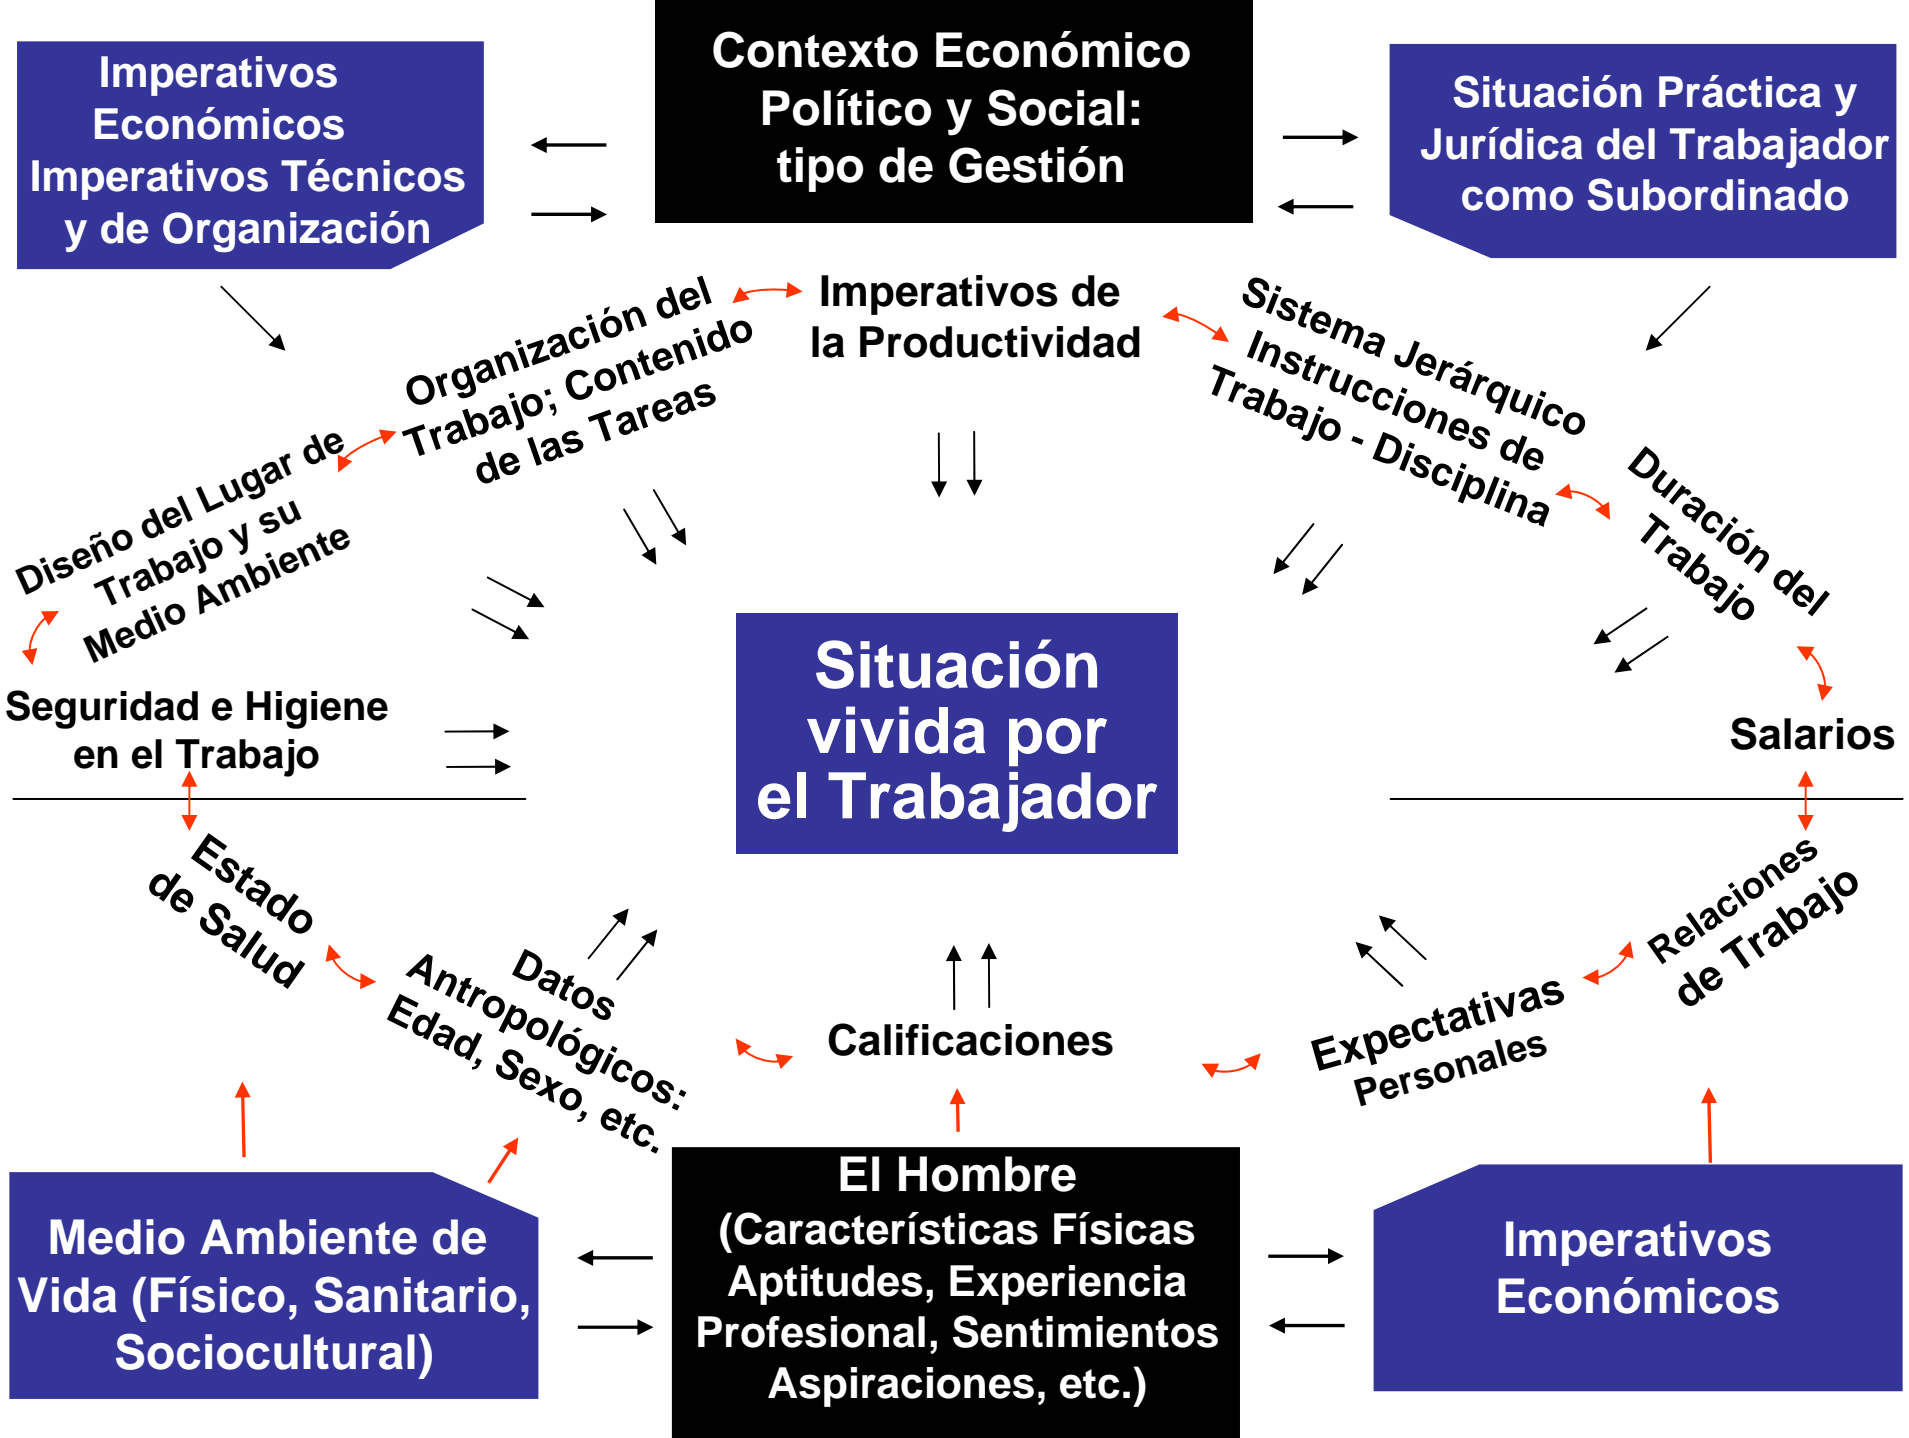 Imperativos
Económicos
Imperativos Técnicos
y de Organización
Contexto Económico
Político y Social:
tipo de Gestión
Situación Práctica y
Jurídica del Trabajador
como Subordinado
Diseño del Lugar de
Trabajo y su
Medio Ambiente
Organización del
Trabajo; Contenido
de las Tareas
Imperativos de
la Productividad
Sistema Jerárquico
Instrucciones de
Trabajo - Disciplina
Duración del
Trabajo
Seguridad e Higiene
en el Trabajo
Situación
vivida por
el Trabajador
Salarios
Estado
de Salud
Datos
Antropológicos:
Edad, Sexo, etc.
Calificaciones
Expectativas
Personales
Relaciones
de Trabajo
Medio Ambiente de
Vida (Físico, Sanitario,
Sociocultural)
El Hombre
(Características Físicas
Aptitudes, Experiencia
Profesional, Sentimientos
Aspiraciones, etc.)
Imperativos
Económicos